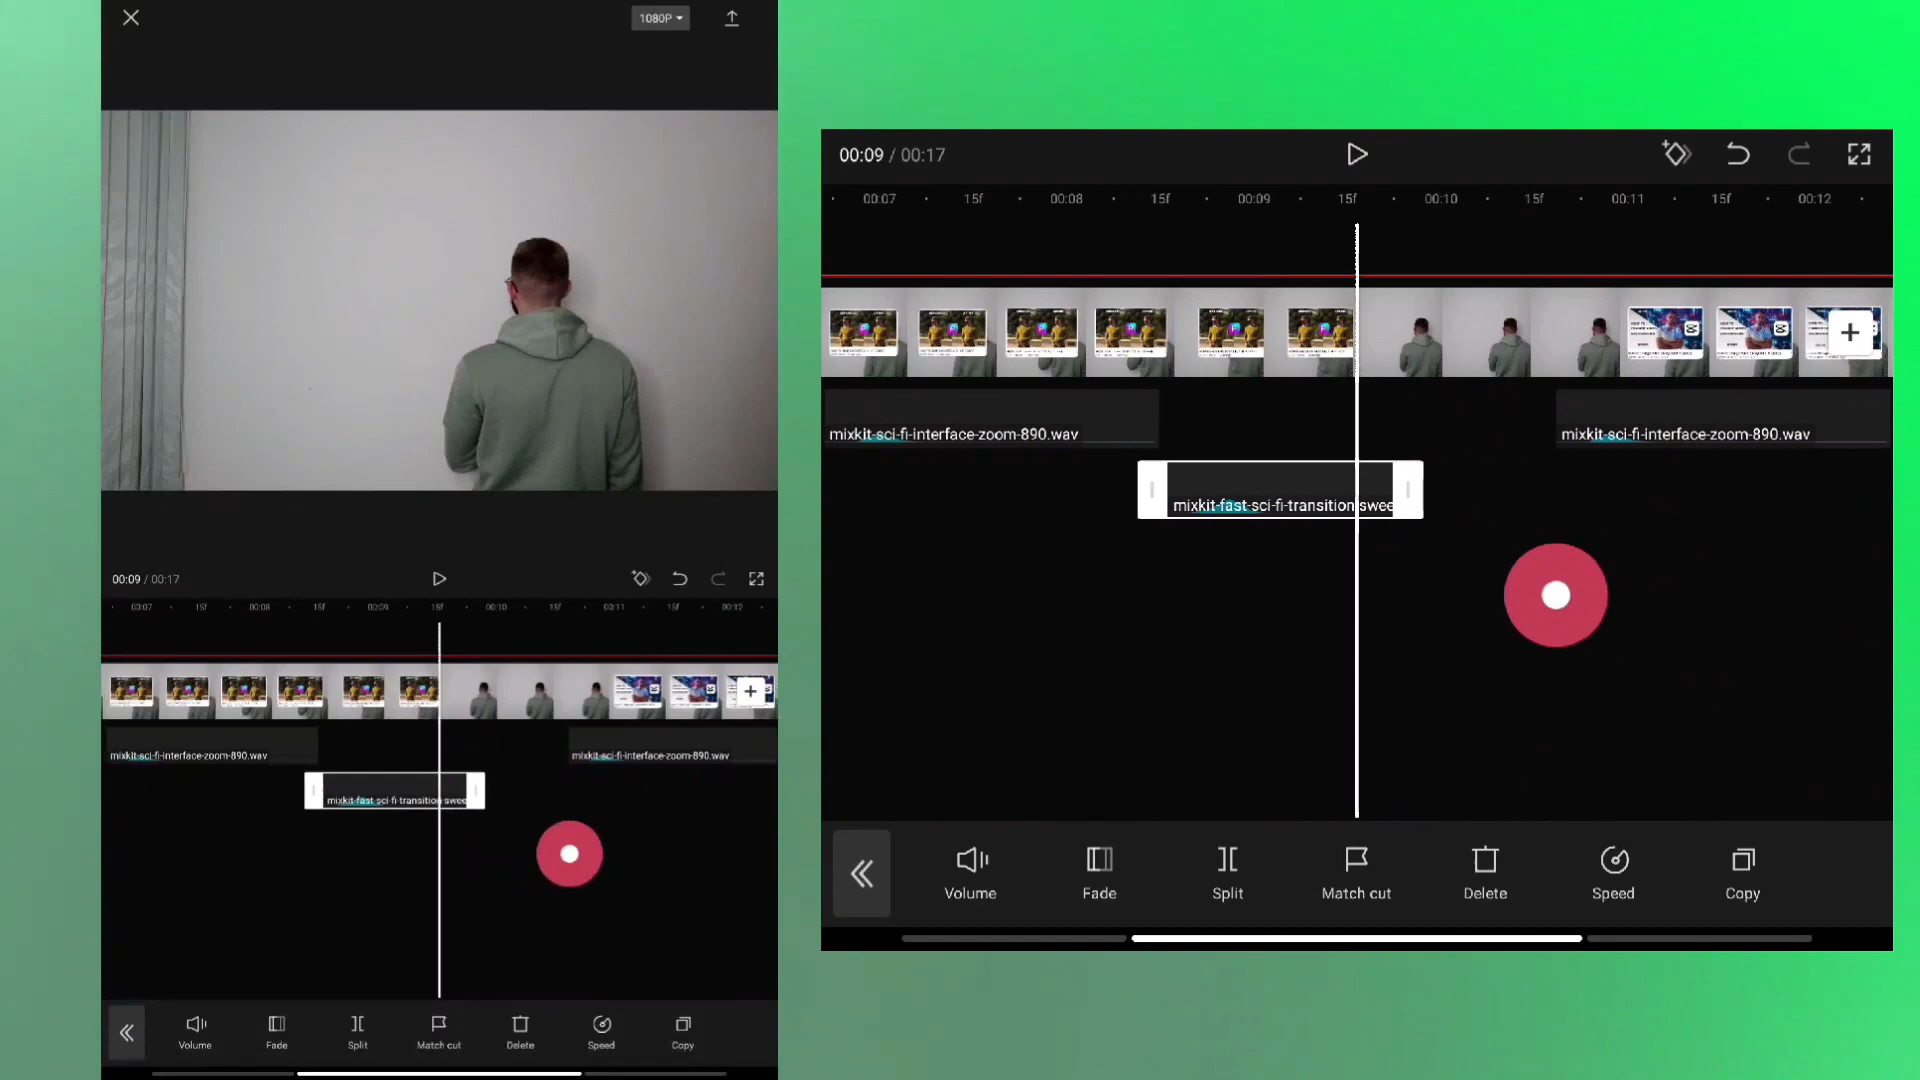 1080P
00:09 / 00:17
00:07 15f 00:08 15f 00:09 15f 00:10 15f 00:11 15f 00:12
mixkit-sci-fi-interface-zoom-890.wav
mixkit-sci-fi-interface-zoom-890.wav
mixkit-fast-sci-fi-transition-swee
Volume Fade Split Match cut Delete Speed Copy
00:09 / 00:17
00:07 15f 00:08 15f 00:09 15f 00:10 15f 00:11 15f 00:12
mixkit-sci-fi-interface-zoom-890.wav
mixkit-sci-fi-interface-zoom-890.wav
mixkit-fast-sci-fi-transition-swee
Volume Fade Split Match cut Delete Speed Copy